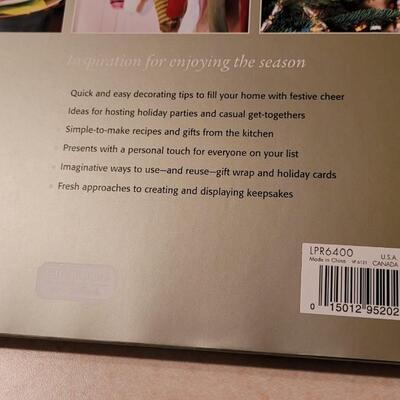 Inspiration for enjoying the season
Quick and easy decorating tips to fill your home with festive cheer
Ideas for hosting holiday parties and casual get-togethers
• Simple-to-make recipes and gifts from the kitchen
• Presents with a personal touch for everyone on your list
• Imaginative ways to use—and reuse—gift wrap and holiday cards
• Fresh approaches to creating and displaying keepsakes
LPR6400
Made in China
U.S.A.
CANADA
0 15012 95202